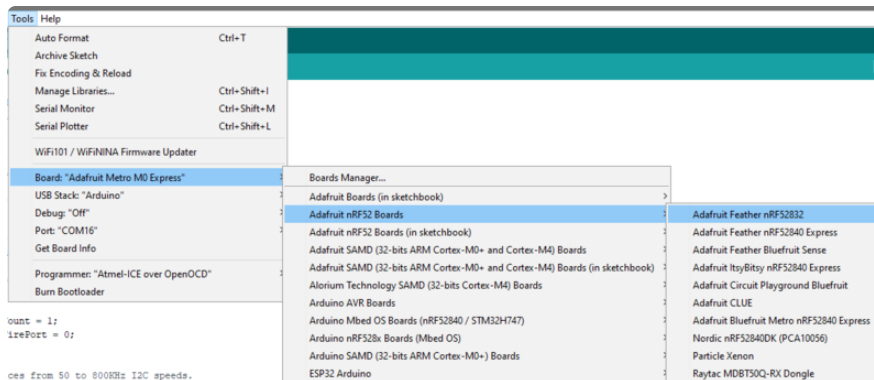 Tools Help
Auto Format Ctrl+T
Archive Sketch
Fix Encoding & Reload
Manage Libraries... Ctrl+Shift+I
Serial Monitor Ctrl+Shift+M
Serial Plotter Ctrl+Shift+L
WiFi101 / WiFiNINA Firmware Updater
Board: "Adafruit Metro M0 Express"
USB Stack: "Arduino"
Debug: "Off"
Port: "COM16"
Get Board Info
Programmer: "Atmel-ICE over OpenOCD"
Burn Bootloader
Boards Manager...
Adafruit Boards (in sketchbook)
Adafruit nRF52 Boards
Adafruit nRF52 Boards (in sketchbook)
Adafruit SAMD (32-bits ARM Cortex-M0+ and Cortex-M4) Boards
Adafruit SAMD (32-bits ARM Cortex-M0+ and Cortex-M4) Boards (in sketchbook)
Alorium Technology SAMD (32-bits Cortex-M4) Boards
Arduino AVR Boards
Arduino Mbed OS Boards (nRF52840 / STM32H747)
Arduino nRF528x Boards (Mbed OS)
Arduino SAMD (32-bits ARM Cortex-M0+) Boards
ESP32 Arduino
Adafruit Feather nRF52832
Adafruit Feather nRF52840 Express
Adafruit Feather Bluefruit Sense
Adafruit ItsyBitsy nRF52840 Express
Adafruit Circuit Playground Bluefruit
Adafruit CLUE
Adafruit Bluefruit Metro nRF52840 Express
Nordic nRF52840DK (PCA10056)
Particle Xenon
Raytac MDBT50Q-RX Dongle
ount = 1;
irePort = 0;
ces from 50 to 800KHz I2C speeds.